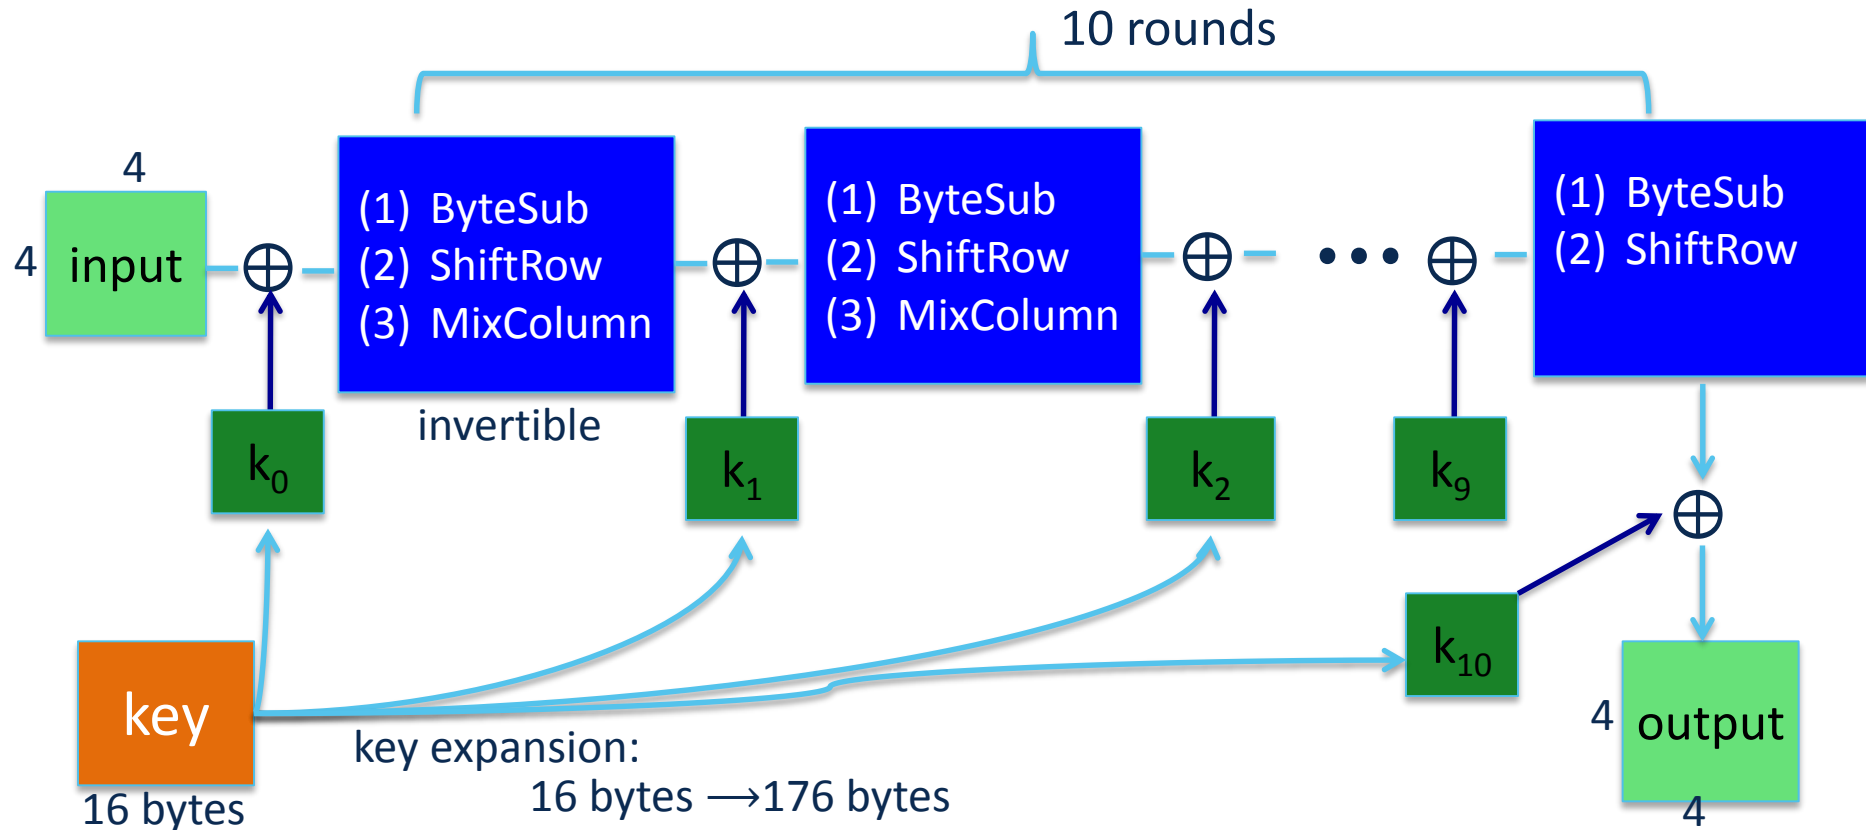 10 rounds
4
4
input
(1) ByteSub
(2) ShiftRow
(3) MixColumn
invertible
(1) ByteSub
(2) ShiftRow
(3) MixColumn
•••
(1) ByteSub
(2) ShiftRow
k₀
k₁
k₂
k₉
k₁₀
key
16 bytes
key expansion:
16 bytes ⟶176 bytes
4
output
4